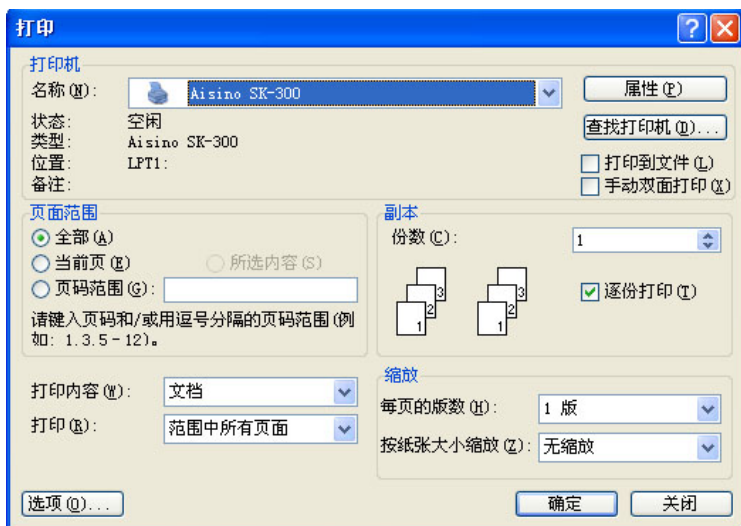 打印
打印机
名称(N): Aisino SK-300 属性(P)
状态: 空闲 查找打印机(D)...
类型: Aisino SK-300
位置: LPT1: 打印到文件(L)
备注: 手动双面打印(X)
页面范围
全部(A)
当前页(E) 所选内容(S)
页码范围(G):
请键入页码和/或用逗号分隔的页码范围(例
如: 1.3.5-12)。
副本
份数(C): 1
1 2 3 1 2 3 逐份打印(T)
打印内容(W): 文档
打印(R): 范围中所有页面
缩放
每页的版数(H): 1 版
按纸张大小缩放(Z): 无缩放
选项(O)... 确定 关闭